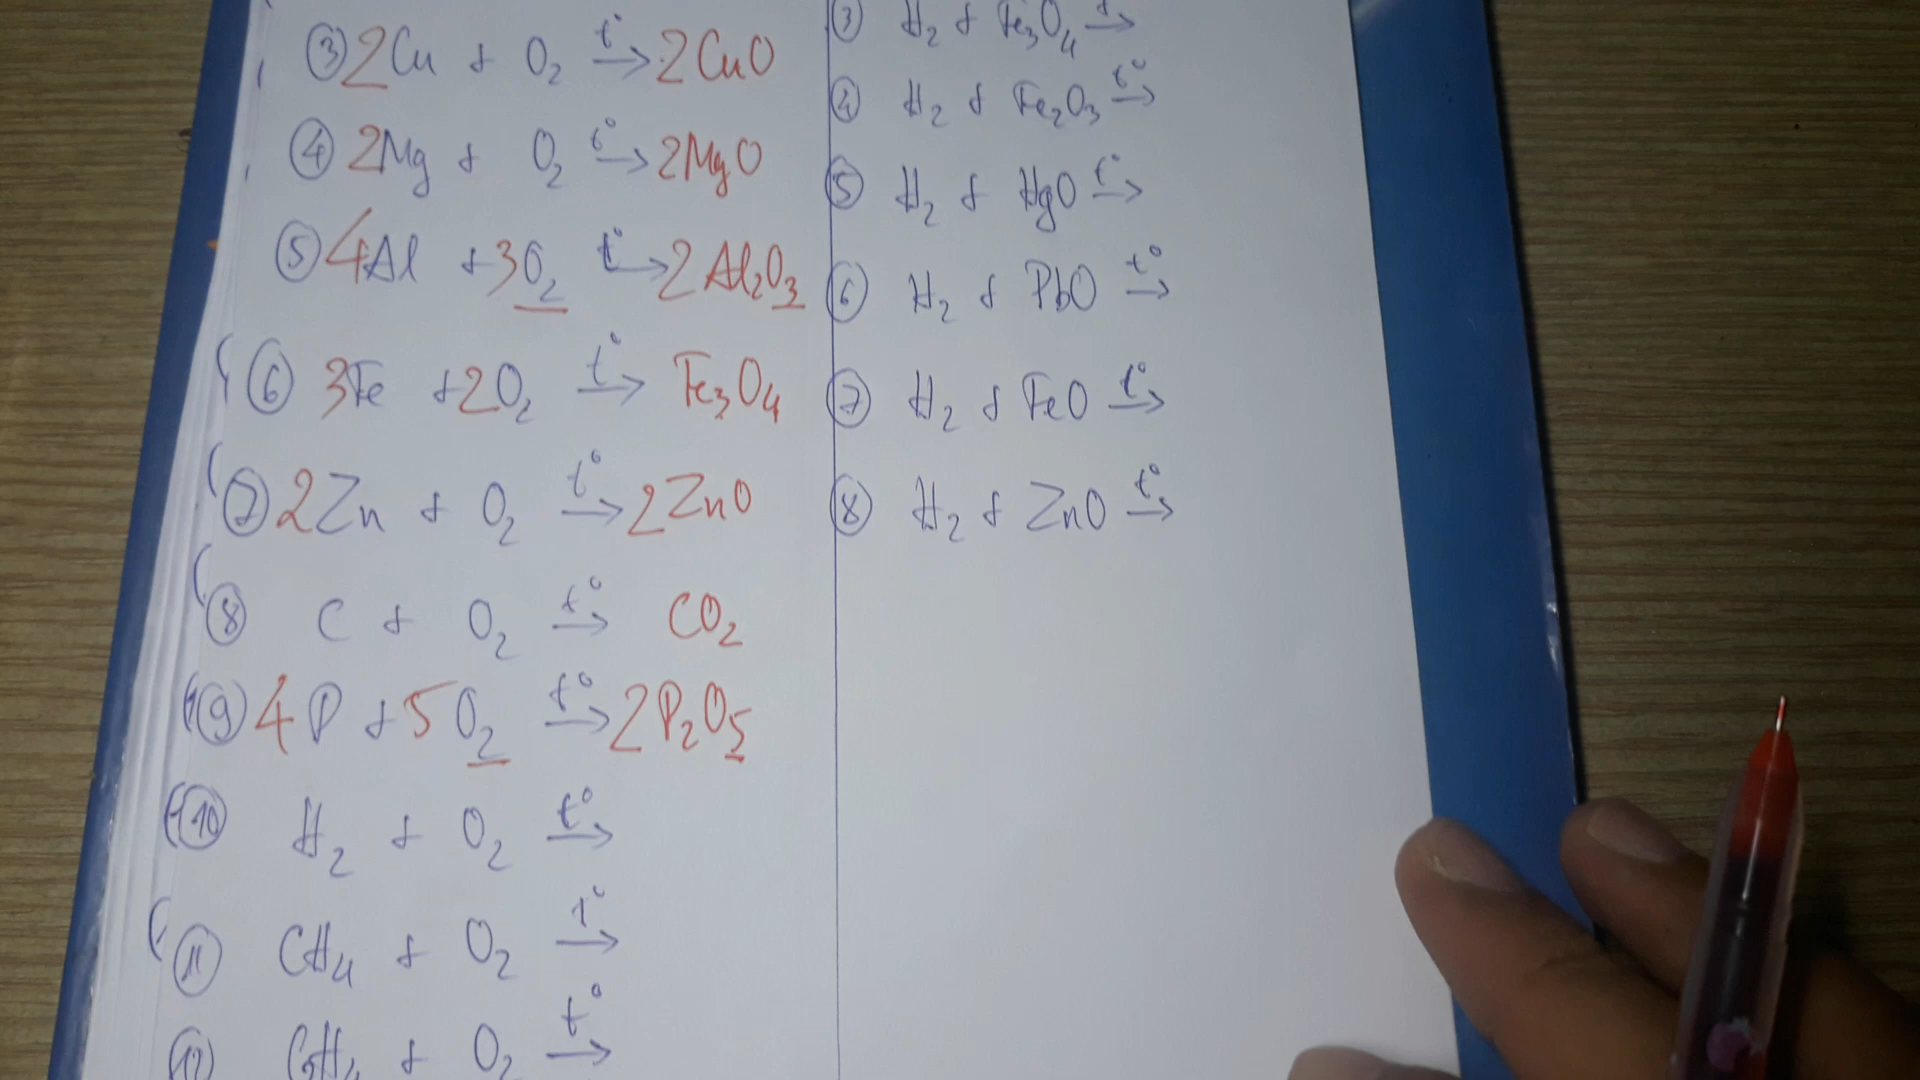 ③ 2Cu + O₂ t°→ 2CuO
④ 2Mg + O₂ t°→ 2MgO
⑤ 4Al + 3O₂ t°→ 2Al₂O₃
⑥ 3Fe + 2O₂ t°→ Fe₃O₄
⑦ 2Zn + O₂ t°→ 2ZnO
⑧ C + O₂ t°→ CO₂
⑨ 4P + 5O₂ t°→ 2P₂O₅
⑩ H₂ + O₂ t°→
⑪ CH₄ + O₂ t°→
⑫ + O₂ t°→
③ H₂ + Fe₃O₄ t→
④ H₂ + Fe₂O₃ t°→
⑤ H₂ + HgO t°→
⑥ H₂ + PbO t°→
⑦ H₂ + FeO t°→
⑧ H₂ + ZnO t°→